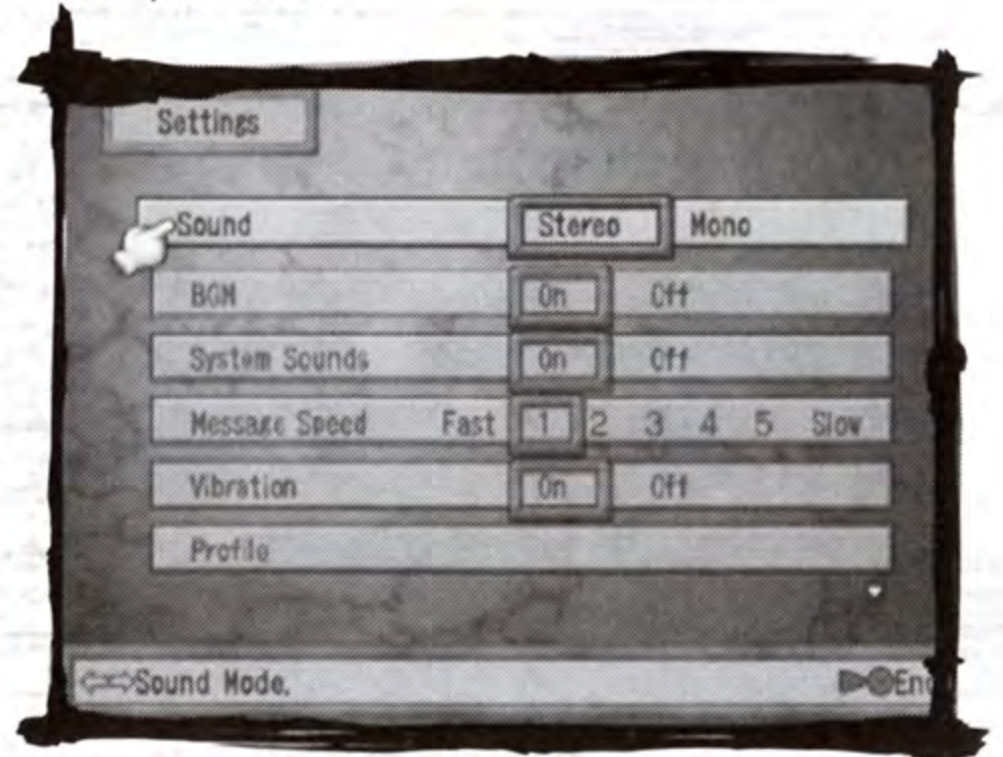 Settings
Sound Stereo Mono
BGM On Off
System Sounds On Off
Message Speed Fast 1 2 3 4 5 Slow
Vibration On Off
Profile
Sound Mode.
End